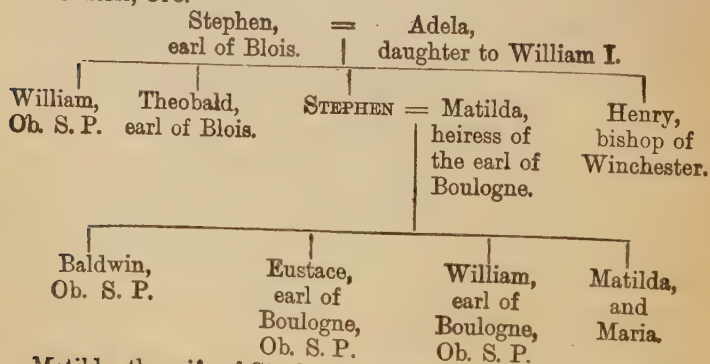 Stephen, = Adela,
earl of Blois. daughter to William I.
William, Theobald, STEPHEN = Matilda, Henry,
Ob. S. P. earl of Blois. heiress of bishop of
the earl of Winchester.
Boulogne.
Baldwin, Eustace, William, Matilda,
Ob. S. P. earl of earl of and
Boulogne, Boulogne, Maria.
Ob. S. P. Ob. S. P.